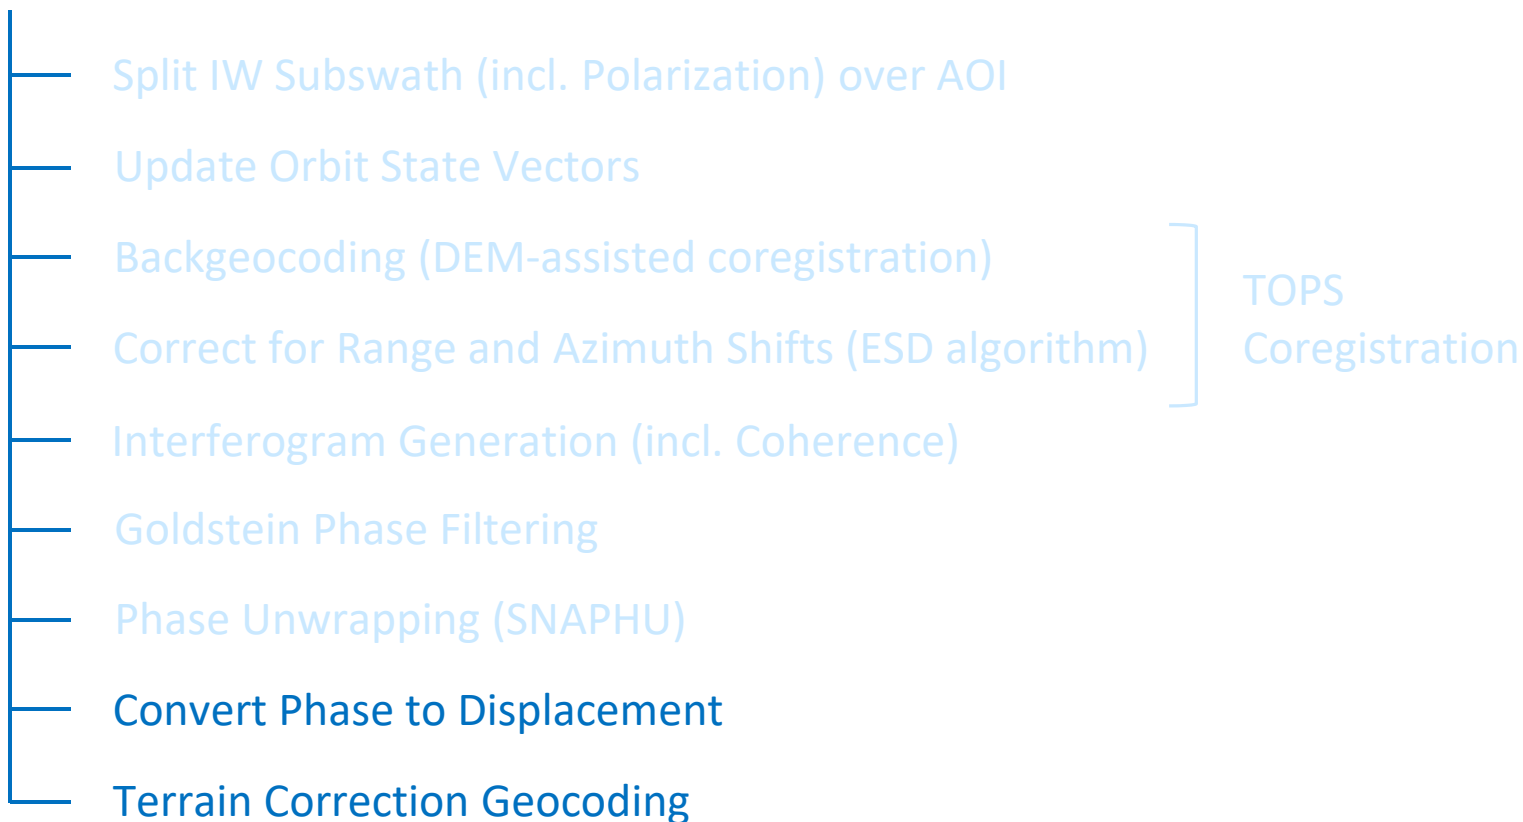 Split IW Subswath (incl. Polarization) over AOI
Update Orbit State Vectors
Backgeocoding (DEM-assisted coregistration)
Correct for Range and Azimuth Shifts (ESD algorithm)
TOPS
Coregistration
Interferogram Generation (incl. Coherence)
Goldstein Phase Filtering
Phase Unwrapping (SNAPHU)
Convert Phase to Displacement
Terrain Correction Geocoding